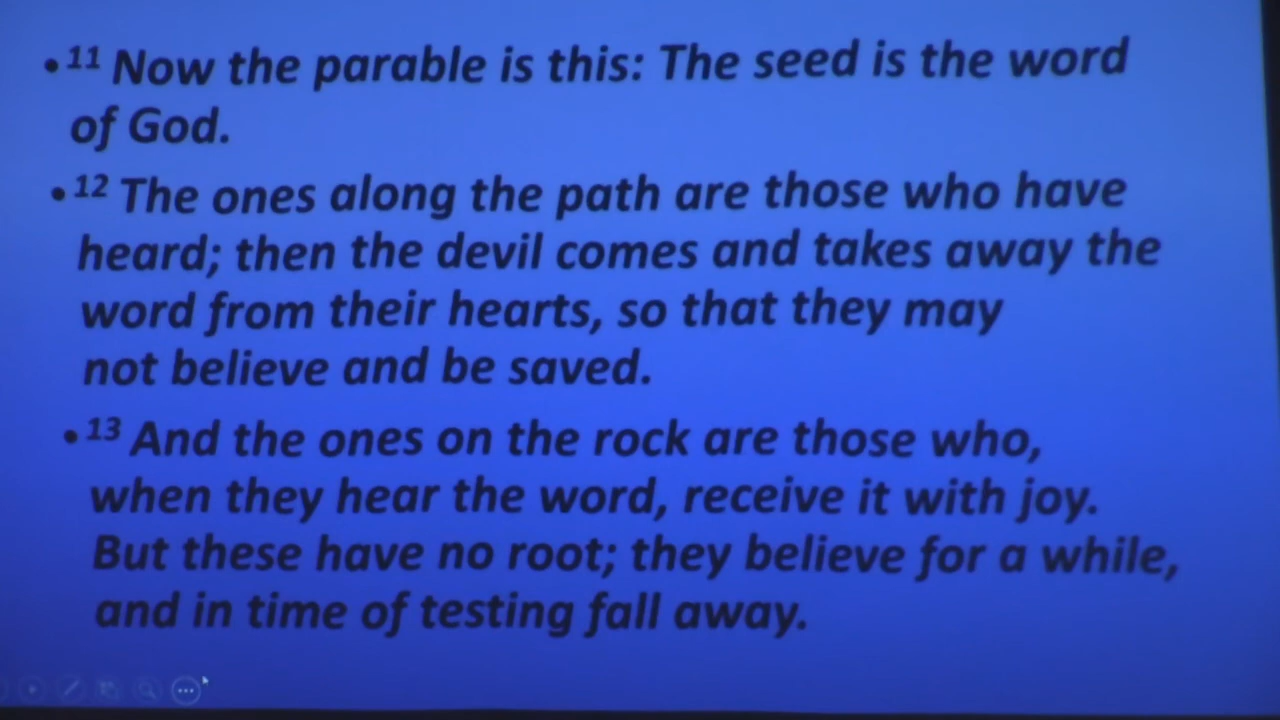 • 11 Now the parable is this: The seed is the word
of God.
• 12 The ones along the path are those who have
heard; then the devil comes and takes away the
word from their hearts, so that they may
not believe and be saved.
• 13 And the ones on the rock are those who,
when they hear the word, receive it with joy.
But these have no root; they believe for a while,
and in time of testing fall away.